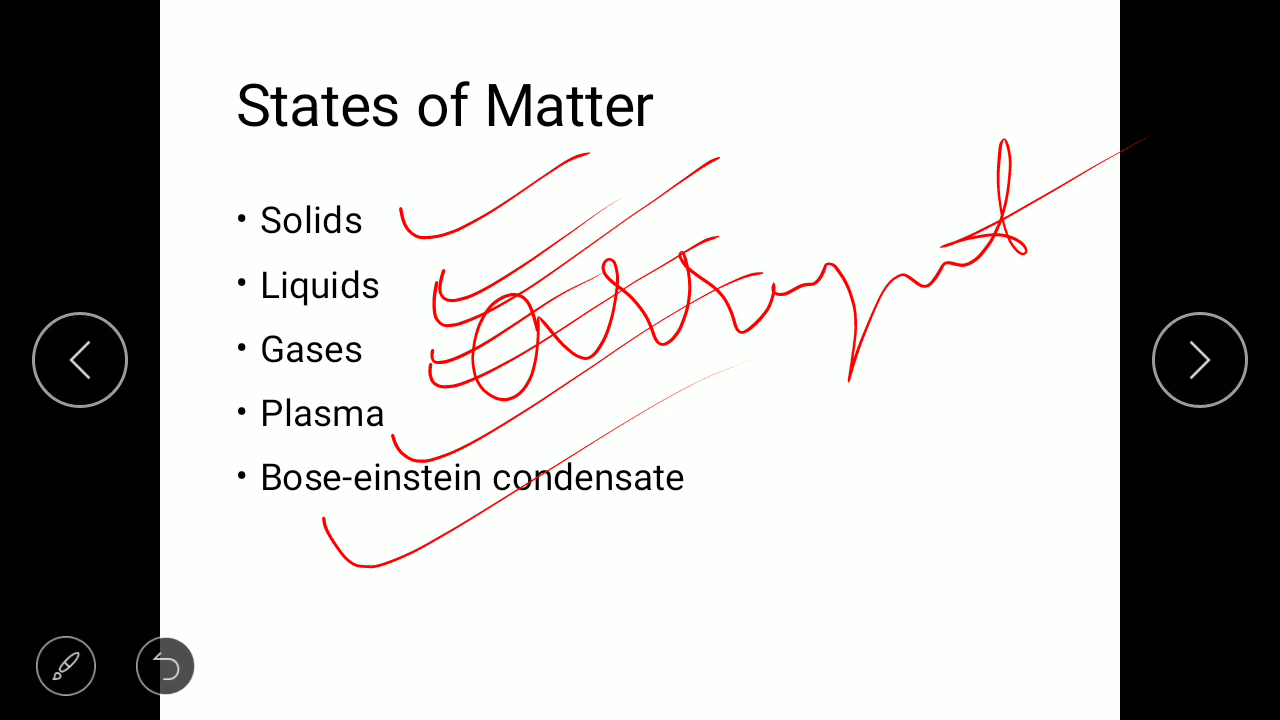 States of Matter
• Solids
• Liquids
• Gases
• Plasma
• Bose-einstein condensate